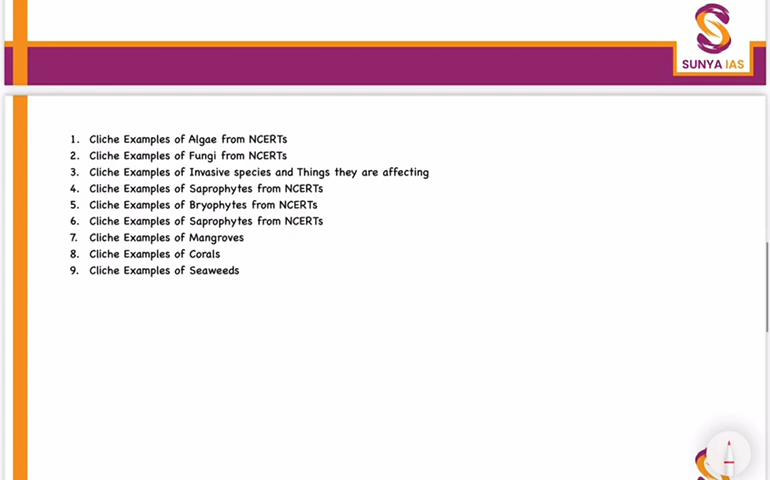 SUNYA IAS
1. Cliche Examples of Algae from NCERTs
2. Cliche Examples of Fungi from NCERTs
3. Cliche Examples of Invasive species and Things they are affecting
4. Cliche Examples of Saprophytes from NCERTs
5. Cliche Examples of Bryophytes from NCERTs
6. Cliche Examples of Saprophytes from NCERTs
7. Cliche Examples of Mangroves
8. Cliche Examples of Corals
9. Cliche Examples of Seaweeds